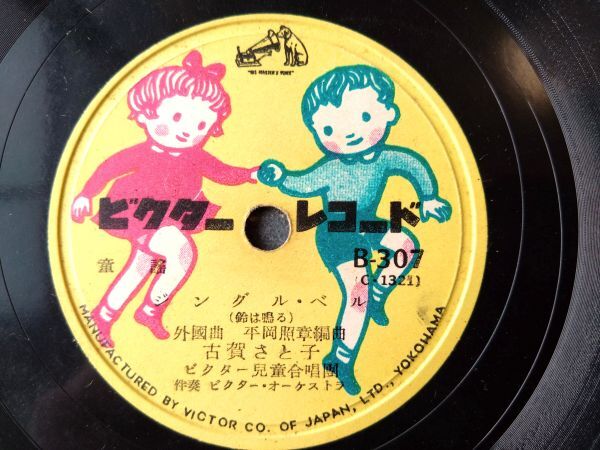 "HIS MASTER'S VOICE"
ビクター レコード
B-307
(C-1321)
童謡
ジングル・ベル
(鈴は鳴る)
外國曲 平岡照章編曲
古賀さと子
ビクター兒童合唱團
伴奏 ビクター・オーケストラ
MANUFACTURED BY VICTOR CO. OF JAPAN, LTD., YOKOHAMA